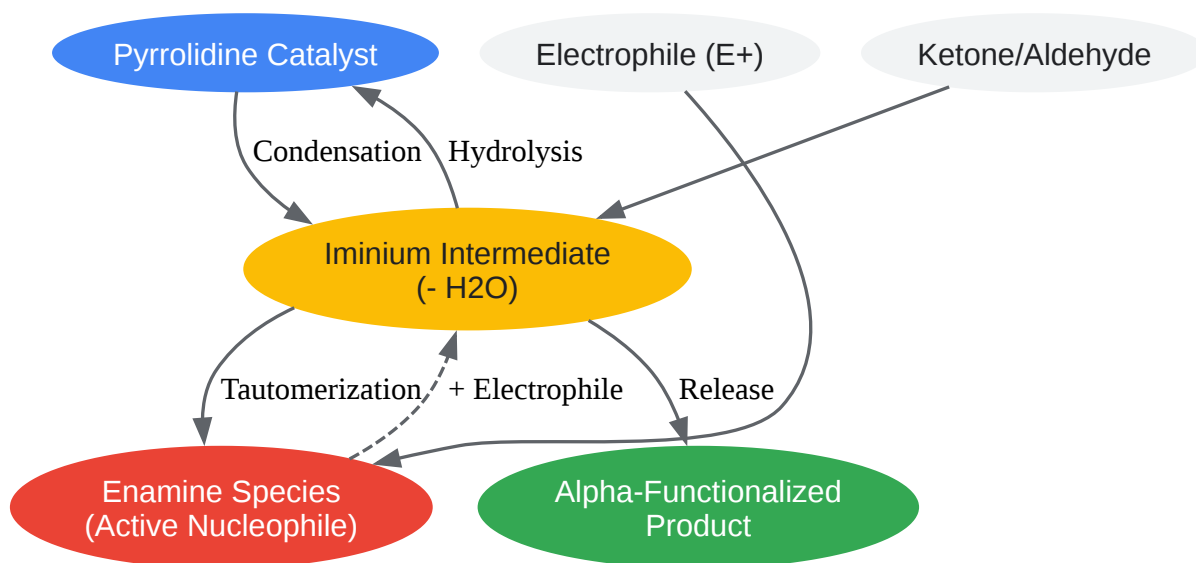 Pyrrolidine Catalyst
Electrophile (E+)
Ketone/Aldehyde
Condensation
Hydrolysis
Iminium Intermediate
(- H2O)
Tautomerization
+ Electrophile
Release
Enamine Species
(Active Nucleophile)
Alpha-Functionalized
Product